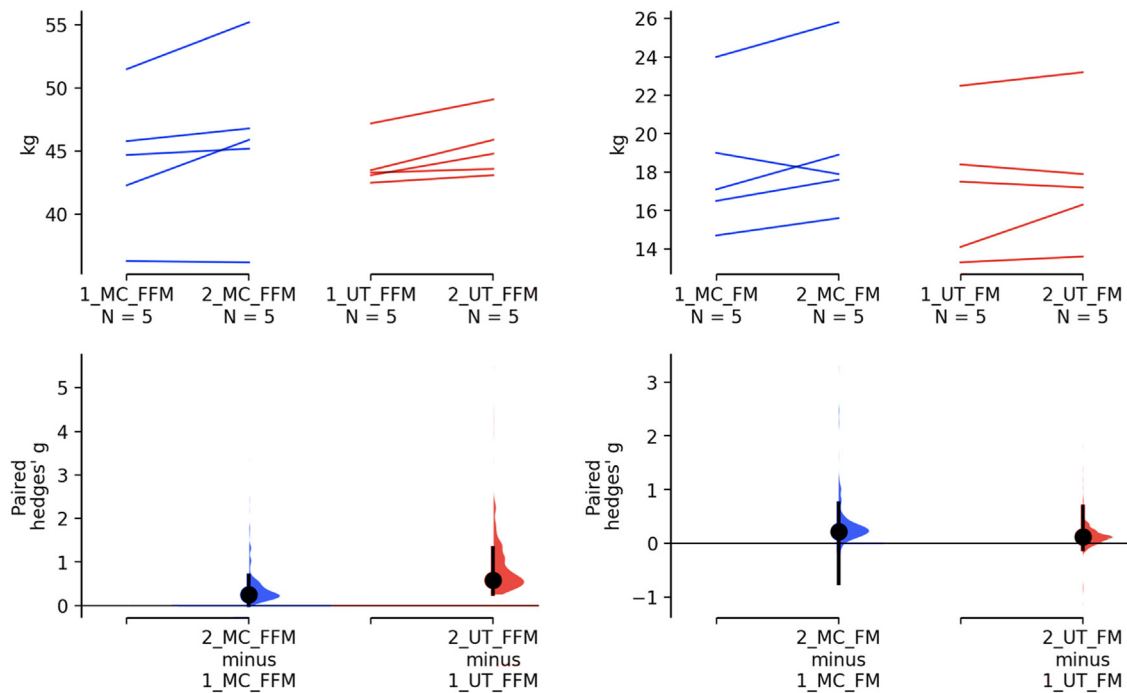 55
50
45
40
kg
1_MC_FFM
N = 5
2_MC_FFM
N = 5
1_UT_FFM
N = 5
2_UT_FFM
N = 5
26
24
22
20
18
16
14
kg
1_MC_FM
N = 5
2_MC_FM
N = 5
1_UT_FM
N = 5
2_UT_FM
N = 5
5
4
3
2
1
0
Paired
hedges' g
2_MC_FFM
minus
1_MC_FFM
2_UT_FFM
minus
1_UT_FFM
3
2
1
0
−1
Paired
hedges' g
2_MC_FM
minus
1_MC_FM
2_UT_FM
minus
1_UT_FM